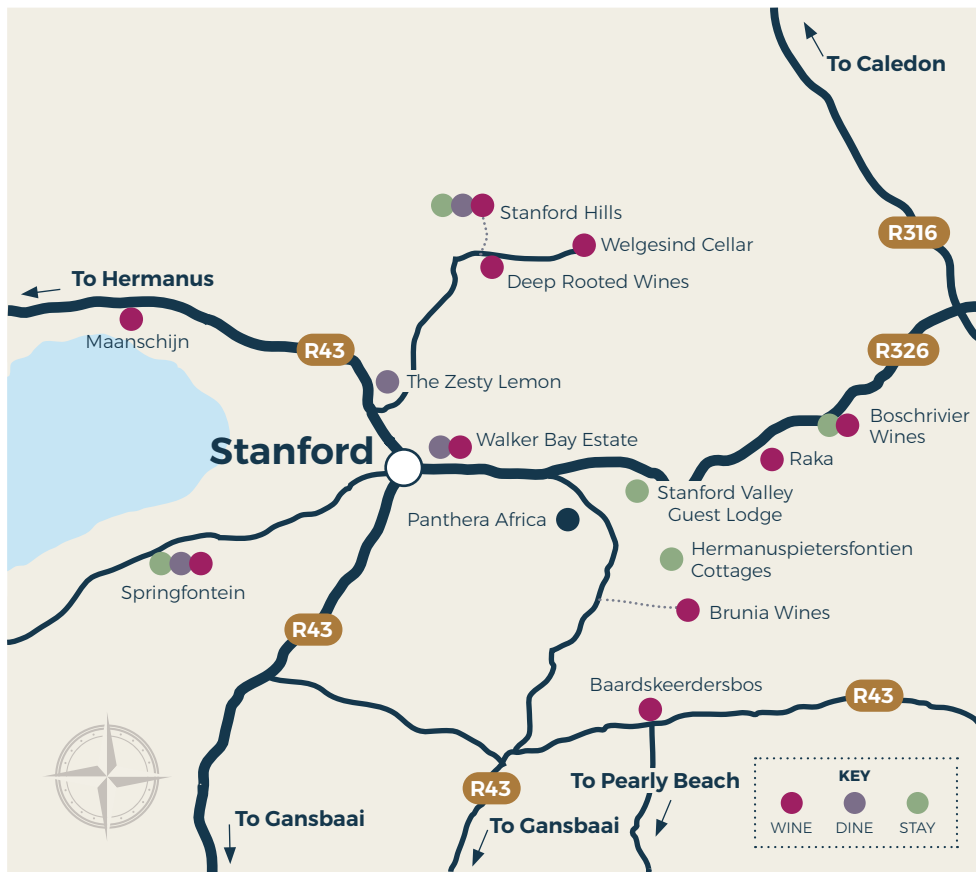 To Caledon
Stanford Hills
R316
Welgesind Cellar
To Hermanus
Deep Rooted Wines
Maanschijn
R43
R326
The Zesty Lemon
Boschrivier
Wines
Stanford
Walker Bay Estate
Raka
Stanford Valley
Guest Lodge
Panthera Africa
Hermanuspietersfontien
Cottages
Springfontein
Brunia Wines
R43
Baardskeerdersbos
R43
To Pearly Beach
R43
To Gansbaai
To Gansbaai
KEY
WINE DINE STAY